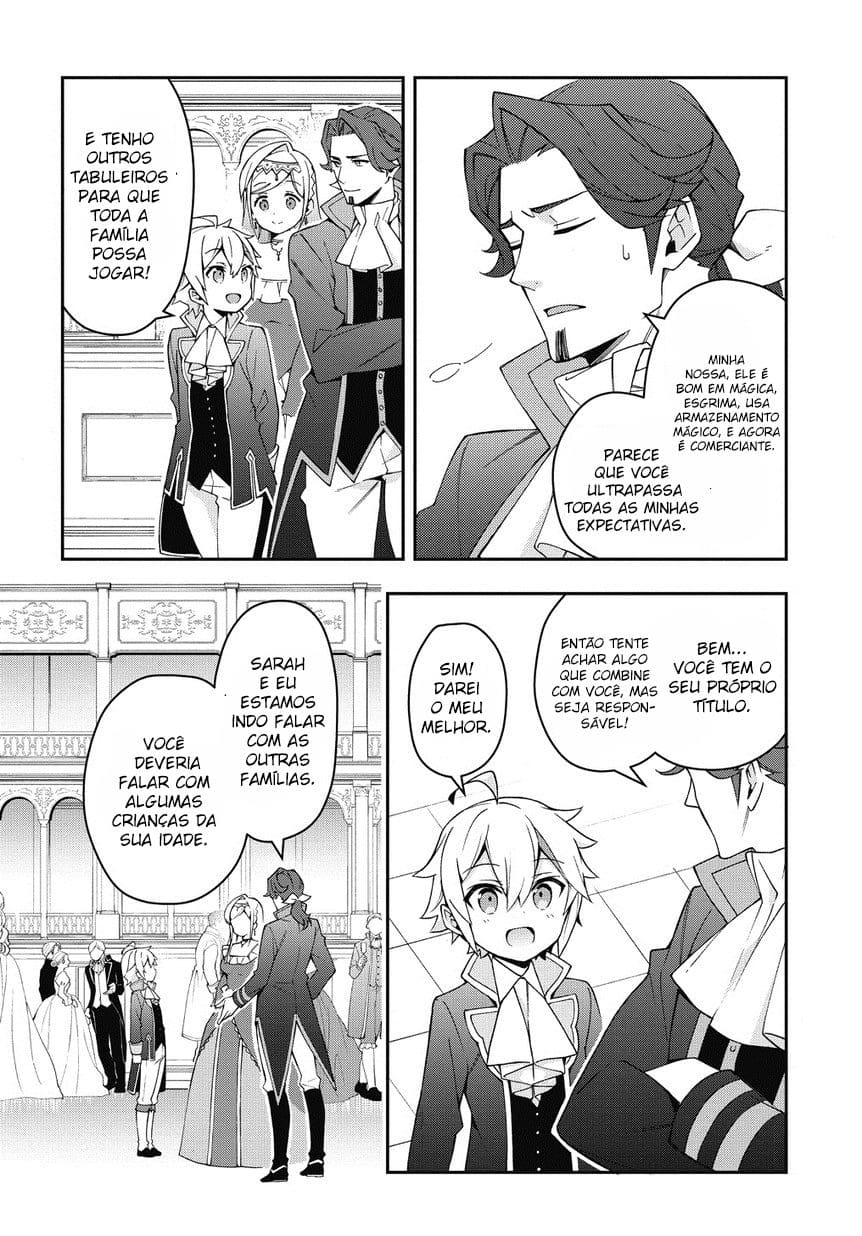 MINHA
NOSSA, ELE É
BOM EM MÁGICA,
ESGRIMA, USA
ARMAZENAMENTO
MÁGICO, E AGORA
É COMERCIANTE.
PARECE
QUE VOCÊ
ULTRAPASSA
TODAS AS MINHAS
EXPECTATIVAS.
E TENHO
OUTROS
TABULEIROS
PARA QUE
TODA A
FAMÍLIA
POSSA
JOGAR!
BEM...
VOCÊ TEM O
SEU PRÓPRIO
TÍTULO.
ENTÃO TENTE
ACHAR ALGO
QUE COMBINE
COM VOCÊ, MAS
SEJA RESPON-
SÁVEL!
SIM!
DAREI
O MEU
MELHOR.
SARAH
E EU
ESTAMOS
INDO FALAR
COM AS
OUTRAS
FAMÍLIAS.
VOCÊ
DEVERIA
FALAR COM
ALGUMAS
CRIANÇAS DA
SUA IDADE.